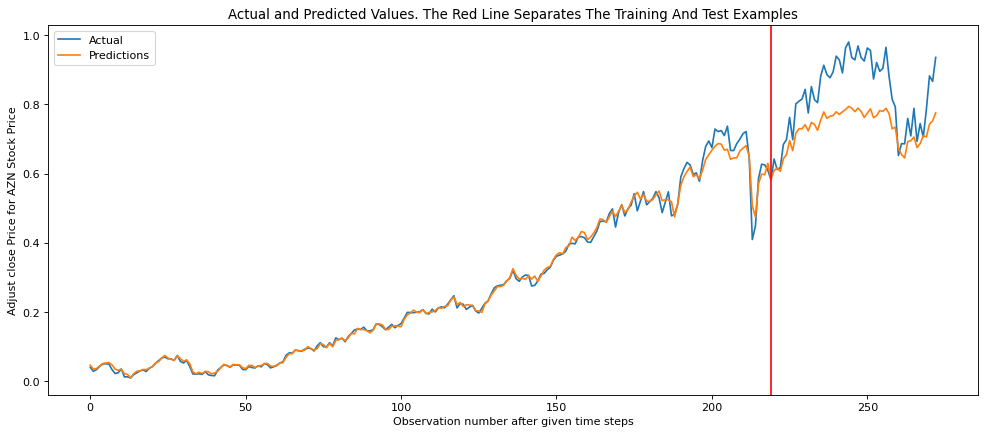 Actual and Predicted Values. The Red Line Separates The Training And Test Examples
Actual
Predictions
Adjust close Price for AZN Stock Price
1.0
0.8
0.6
0.4
0.2
0.0
0 50 100 150 200 250
Observation number after given time steps